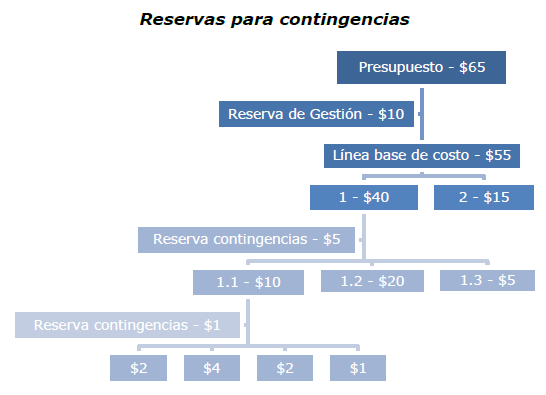 Reservas para contingencias
Presupuesto - $65
Reserva de Gestión - $10
Línea base de costo - $55
1 - $40
2 - $15
Reserva contingencias - $5
1.1 - $10
1.2 - $20
1.3 - $5
Reserva contingencias - $1
$2
$4
$2
$1